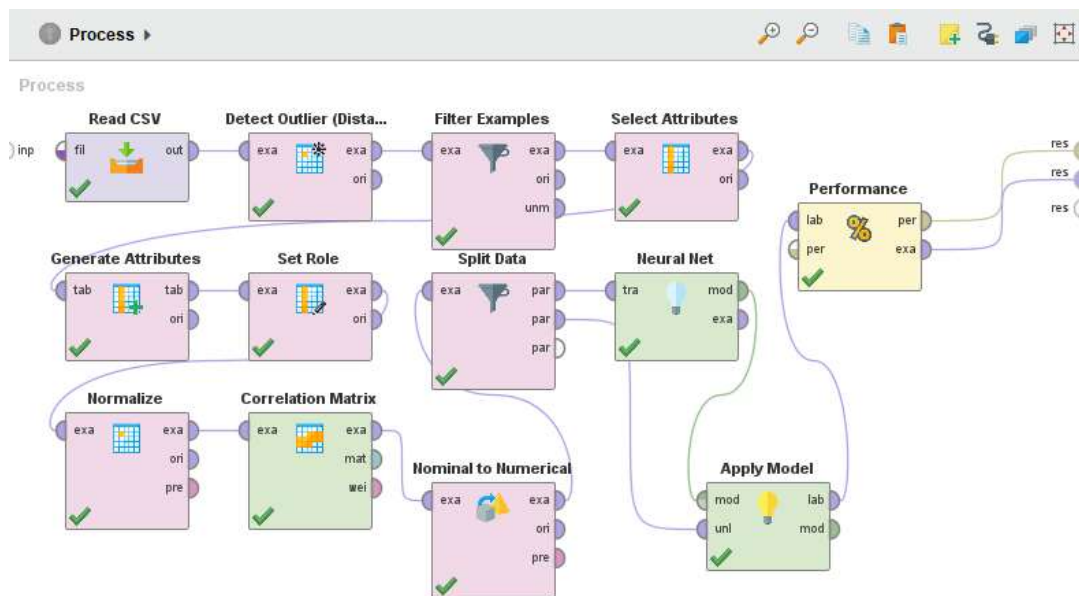 Process
Process
Read CSV
Detect Outlier (Dista...
Filter Examples
Select Attributes
inp
fil
out
exa
exa
ori
exa
exa
ori
unm
exa
exa
ori
res
res
res
Performance
lab
per
per
exa
Generate Attributes
Set Role
Split Data
Neural Net
tab
tab
ori
exa
exa
ori
exa
par
par
par
tra
mod
exa
Normalize
Correlation Matrix
Nominal to Numerical
Apply Model
exa
exa
ori
pre
exa
exa
mat
wei
exa
exa
ori
pre
mod
lab
unl
mod